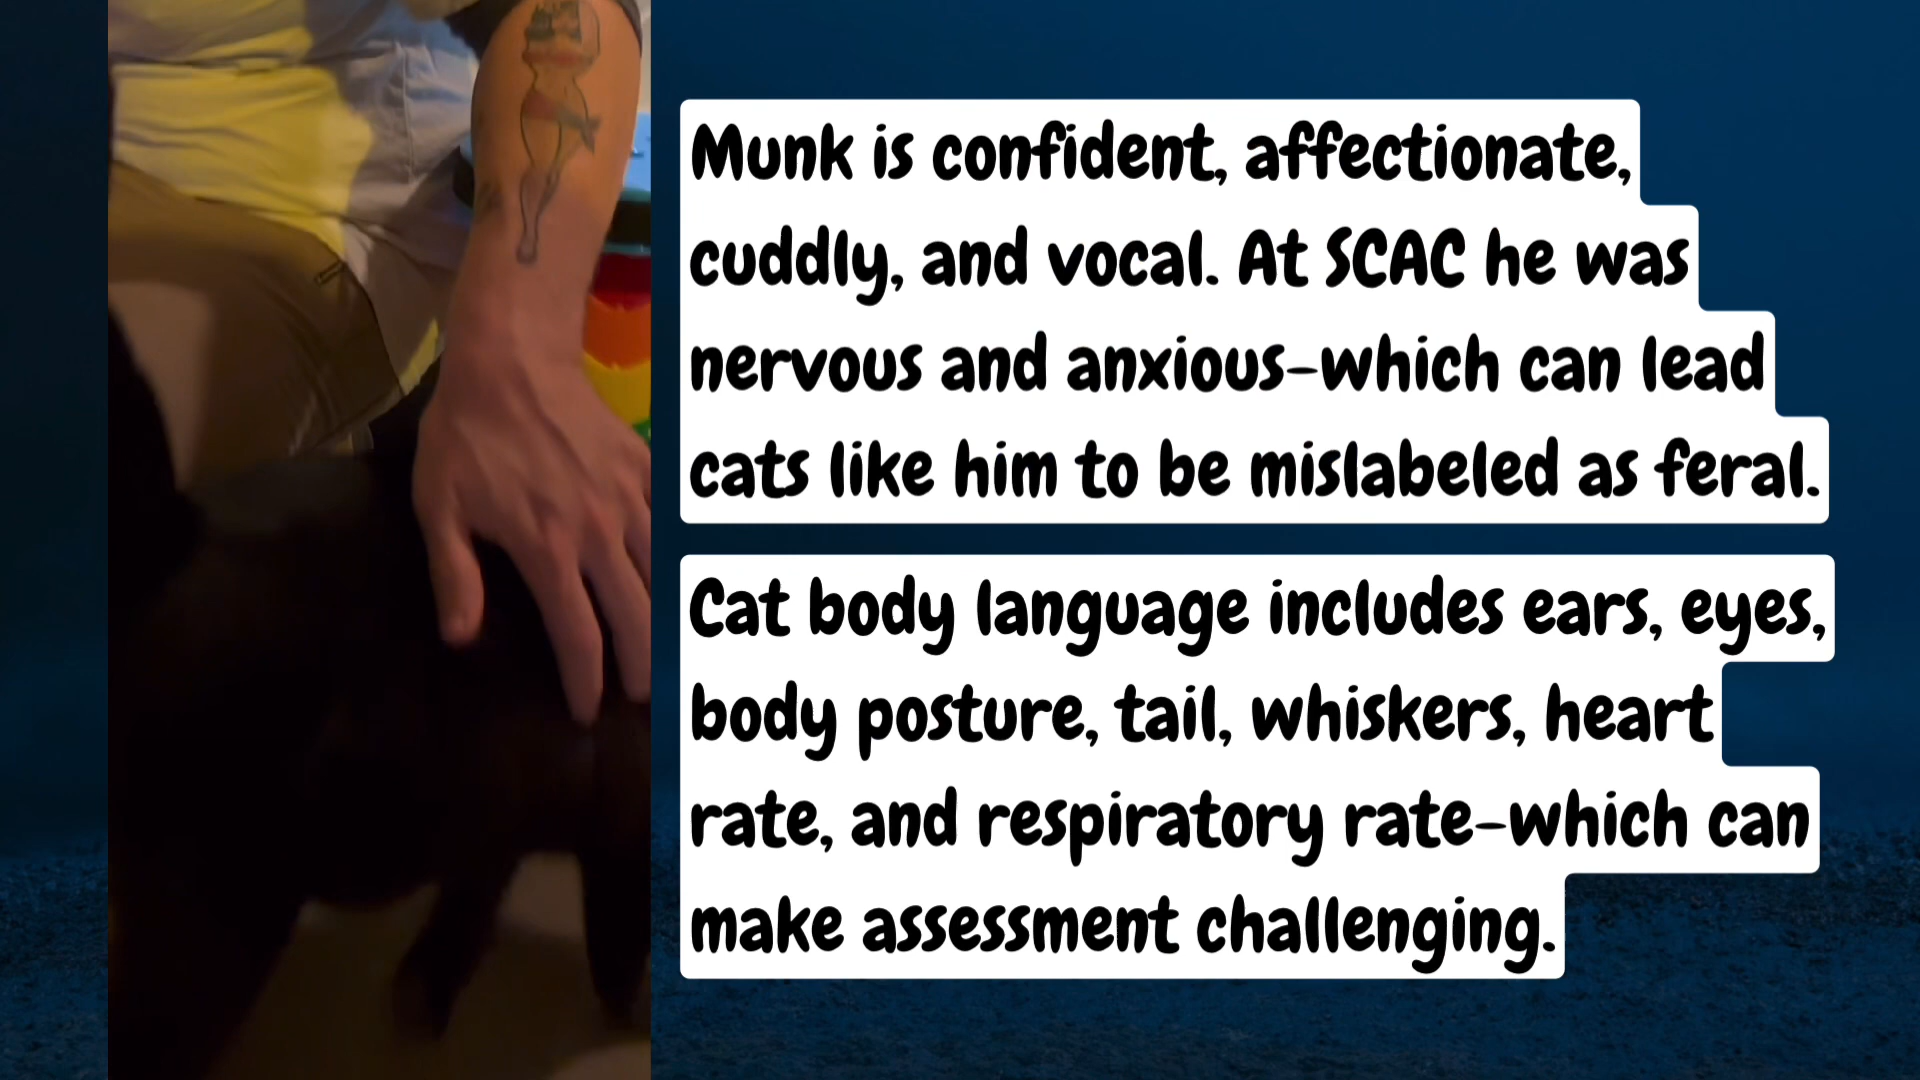 Munk is confident, affectionate,
cuddly, and vocal. At SCAC he was
nervous and anxious–which can lead
cats like him to be mislabeled as feral.
Cat body language includes ears, eyes,
body posture, tail, whiskers, heart
rate, and respiratory rate–which can
make assessment challenging.